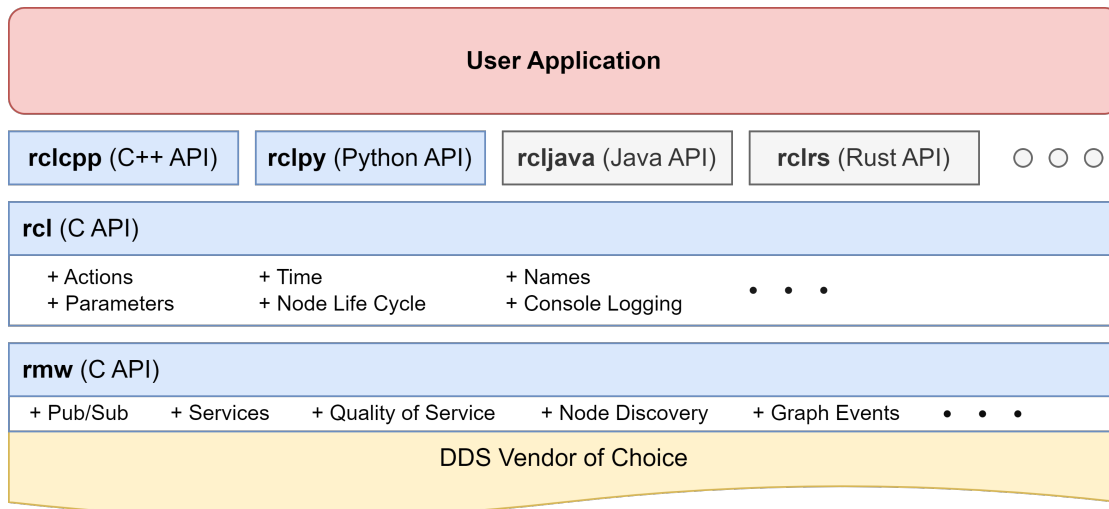 User Application
rclcpp (C++ API) rclpy (Python API) rcljava (Java API) rclrs (Rust API)
rcl (C API)
+ Actions + Time + Names
+ Parameters + Node Life Cycle + Console Logging
rmw (C API)
+ Pub/Sub + Services + Quality of Service + Node Discovery + Graph Events
DDS Vendor of Choice